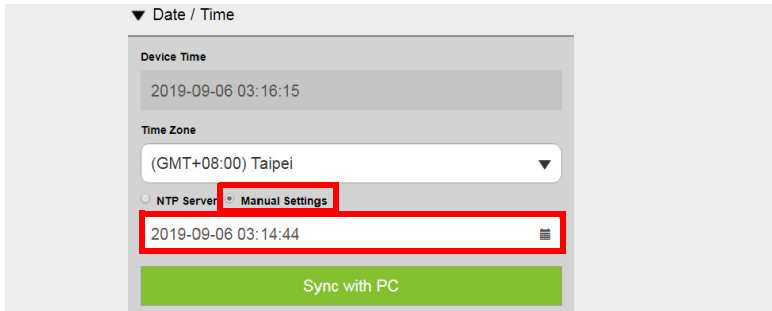 Date / Time
Device Time
2019-09-06 03:16:15
Time Zone
(GMT+08:00) Taipei
NTP Server Manual Settings
2019-09-06 03:14:44
Sync with PC